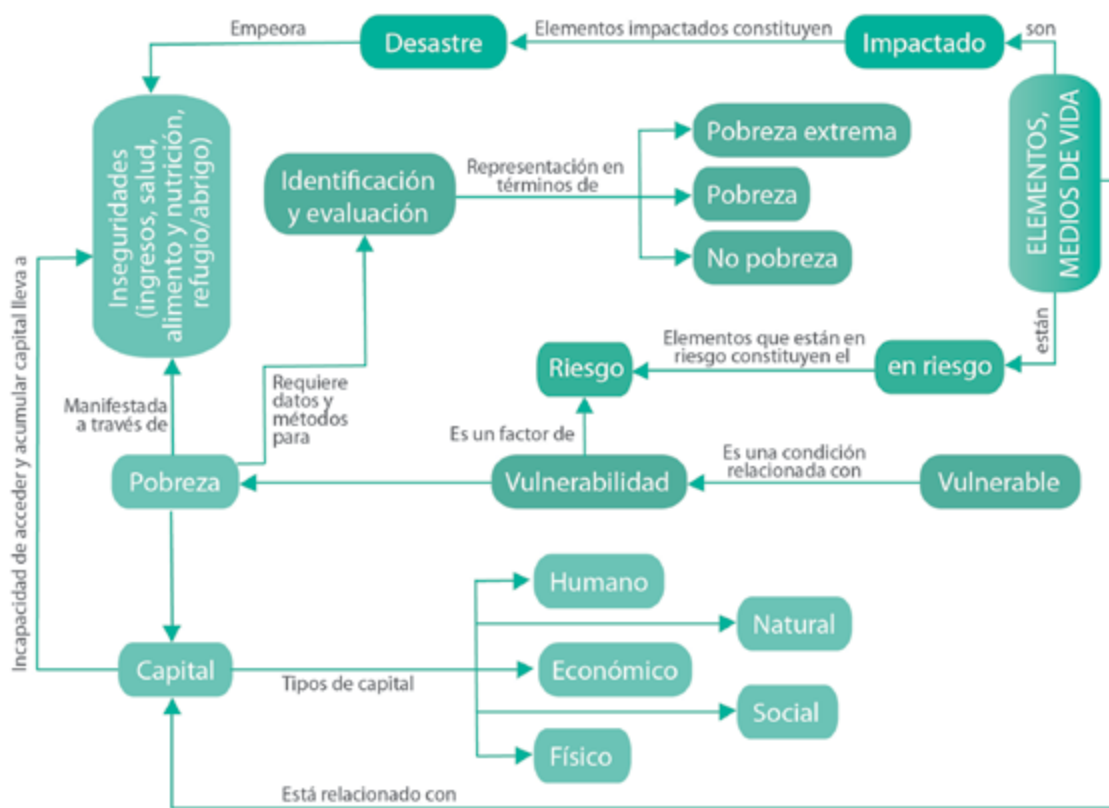 Empeora
Desastre
Elementos impactados constituyen
Impactado
son
ELEMENTOS,
MEDIOS DE VIDA
Inseguridades
(ingresos, salud,
alimento y nutrición,
refugio/abrigo)
Identificación
y evaluación
Representación en
términos de
Pobreza extrema
Pobreza
No pobreza
Incapacidad de acceder y acumular capital lleva a
están
Elementos que están en
riesgo constituyen el
Riesgo
en riesgo
Manifestada
a través de
Requiere
datos y
métodos
para
Es un factor de
Es una condición
relacionada con
Pobreza
Vulnerabilidad
Vulnerable
Humano
Natural
Capital
Tipos de capital
Económico
Social
Físico
Está relacionado con